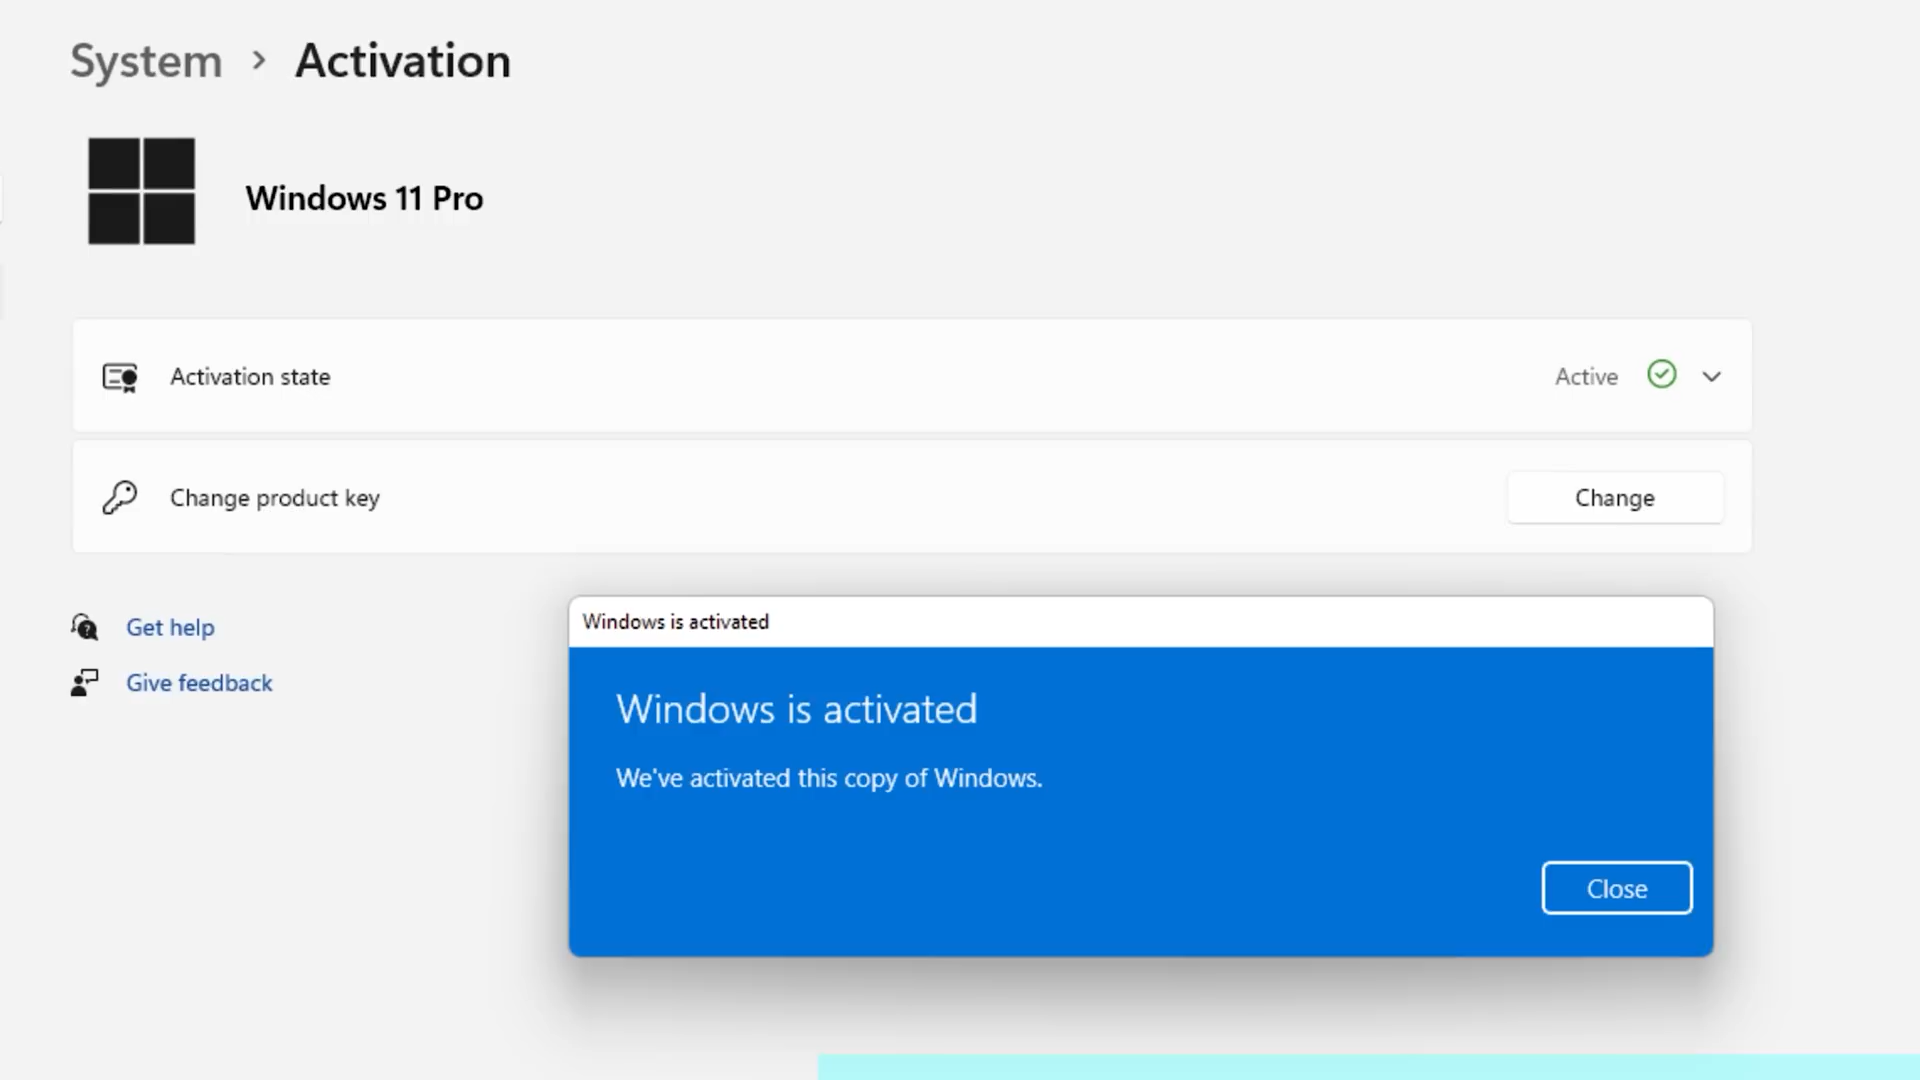 System > Activation
Windows 11 Pro
Activation state Active
Change product key Change
Get help
Give feedback
Windows is activated
Windows is activated
We've activated this copy of Windows.
Close